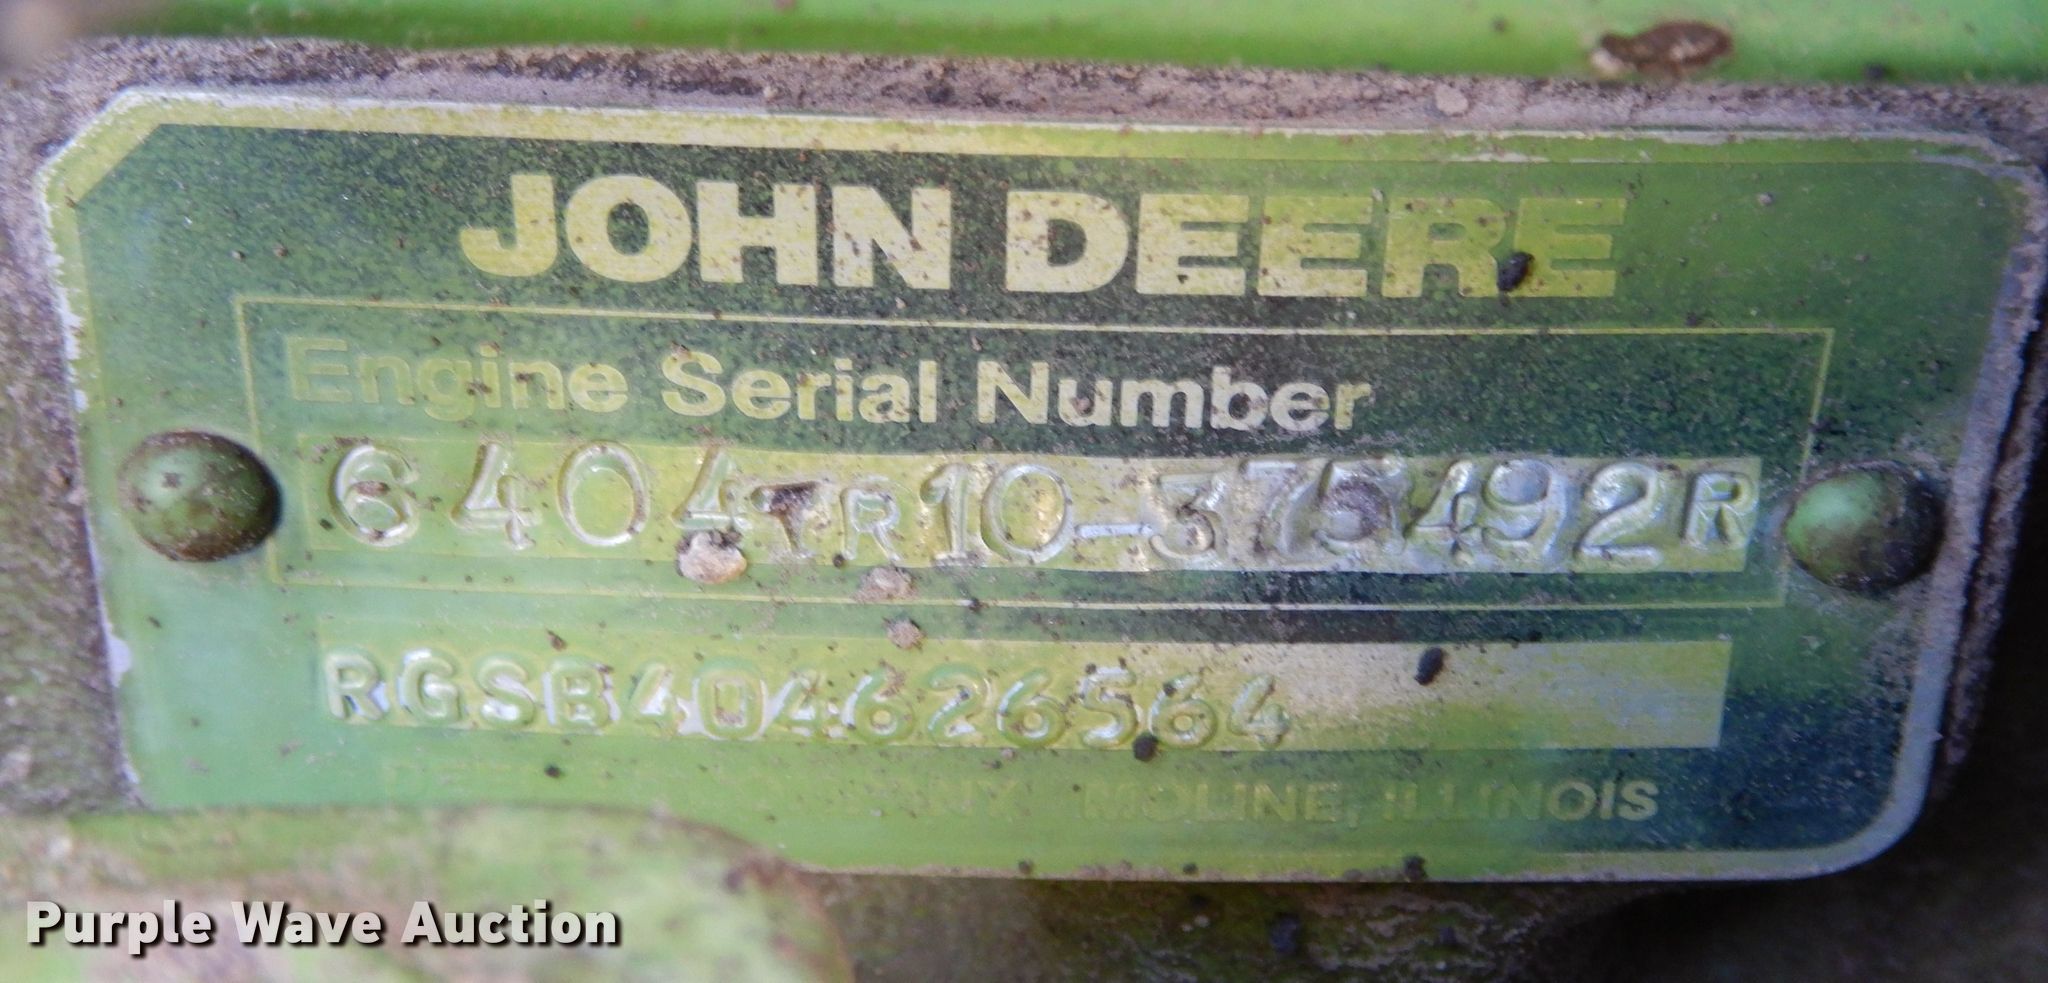 JOHN DEERE
Engine Serial Number
6404TR10-375492R
RGSB404626564
MOLINE, ILLINOIS
Purple Wave Auction